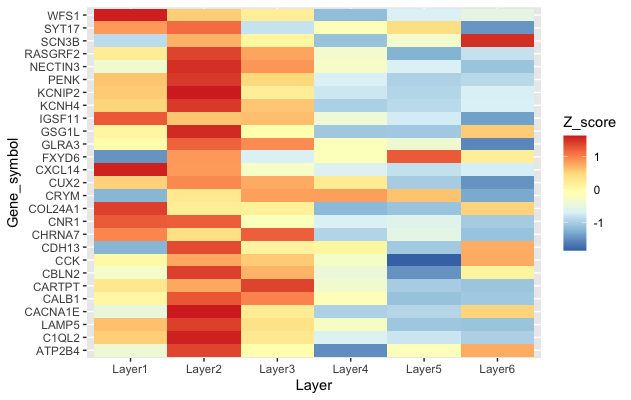 WFS1
SYT17
SCN3B
RASGRF2
NECTIN3
PENK
KCNIP2
KCNH4
IGSF11
GSG1L
GLRA3
FXYD6
CXCL14
CUX2
CRYM
COL24A1
CNR1
CHRNA7
CDH13
CCK
CBLN2
CARTPT
CALB1
CACNA1E
LAMP5
C1QL2
ATP2B4
Gene_symbol
Layer1 Layer2 Layer3 Layer4 Layer5 Layer6
Layer
Z_score
1
0
-1